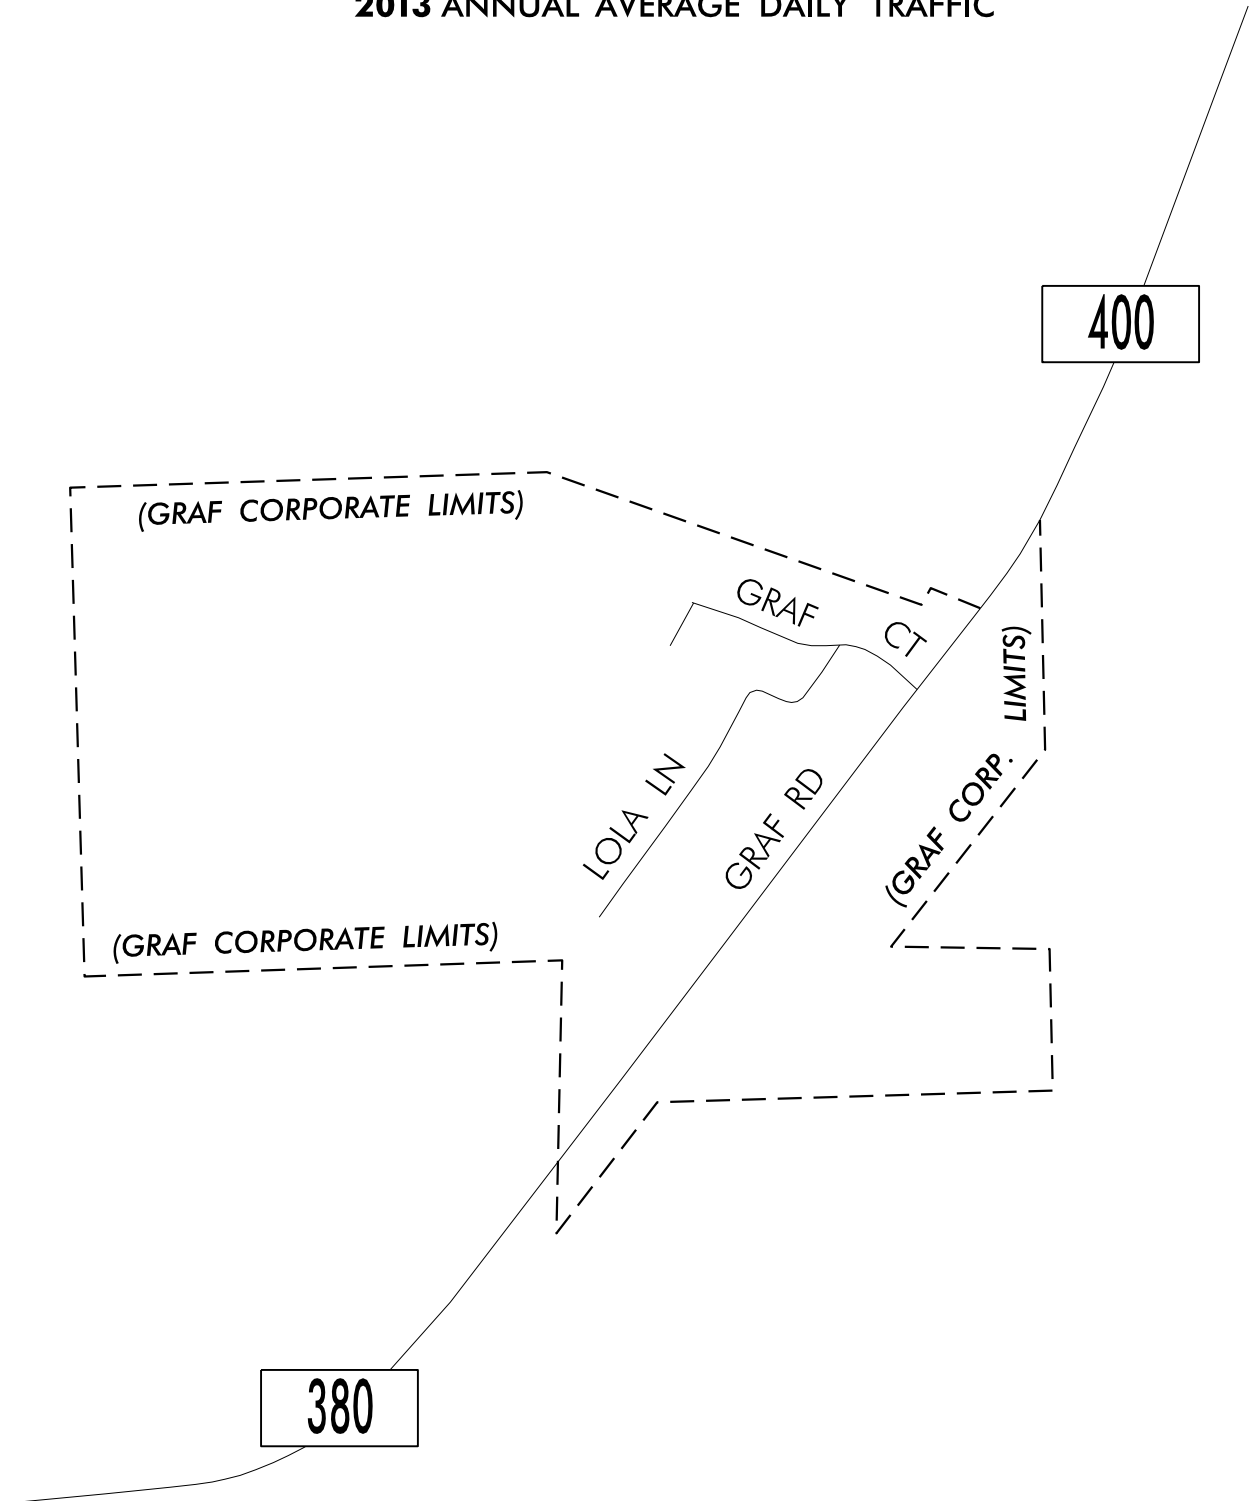 2013 ANNUAL AVERAGE DAILY TRAFFIC
400
(GRAF CORPORATE LIMITS)
GRAF CT
LIMITS)
(GRAF CORP.
LOLA LN
GRAF RD
(GRAF CORPORATE LIMITS)
380